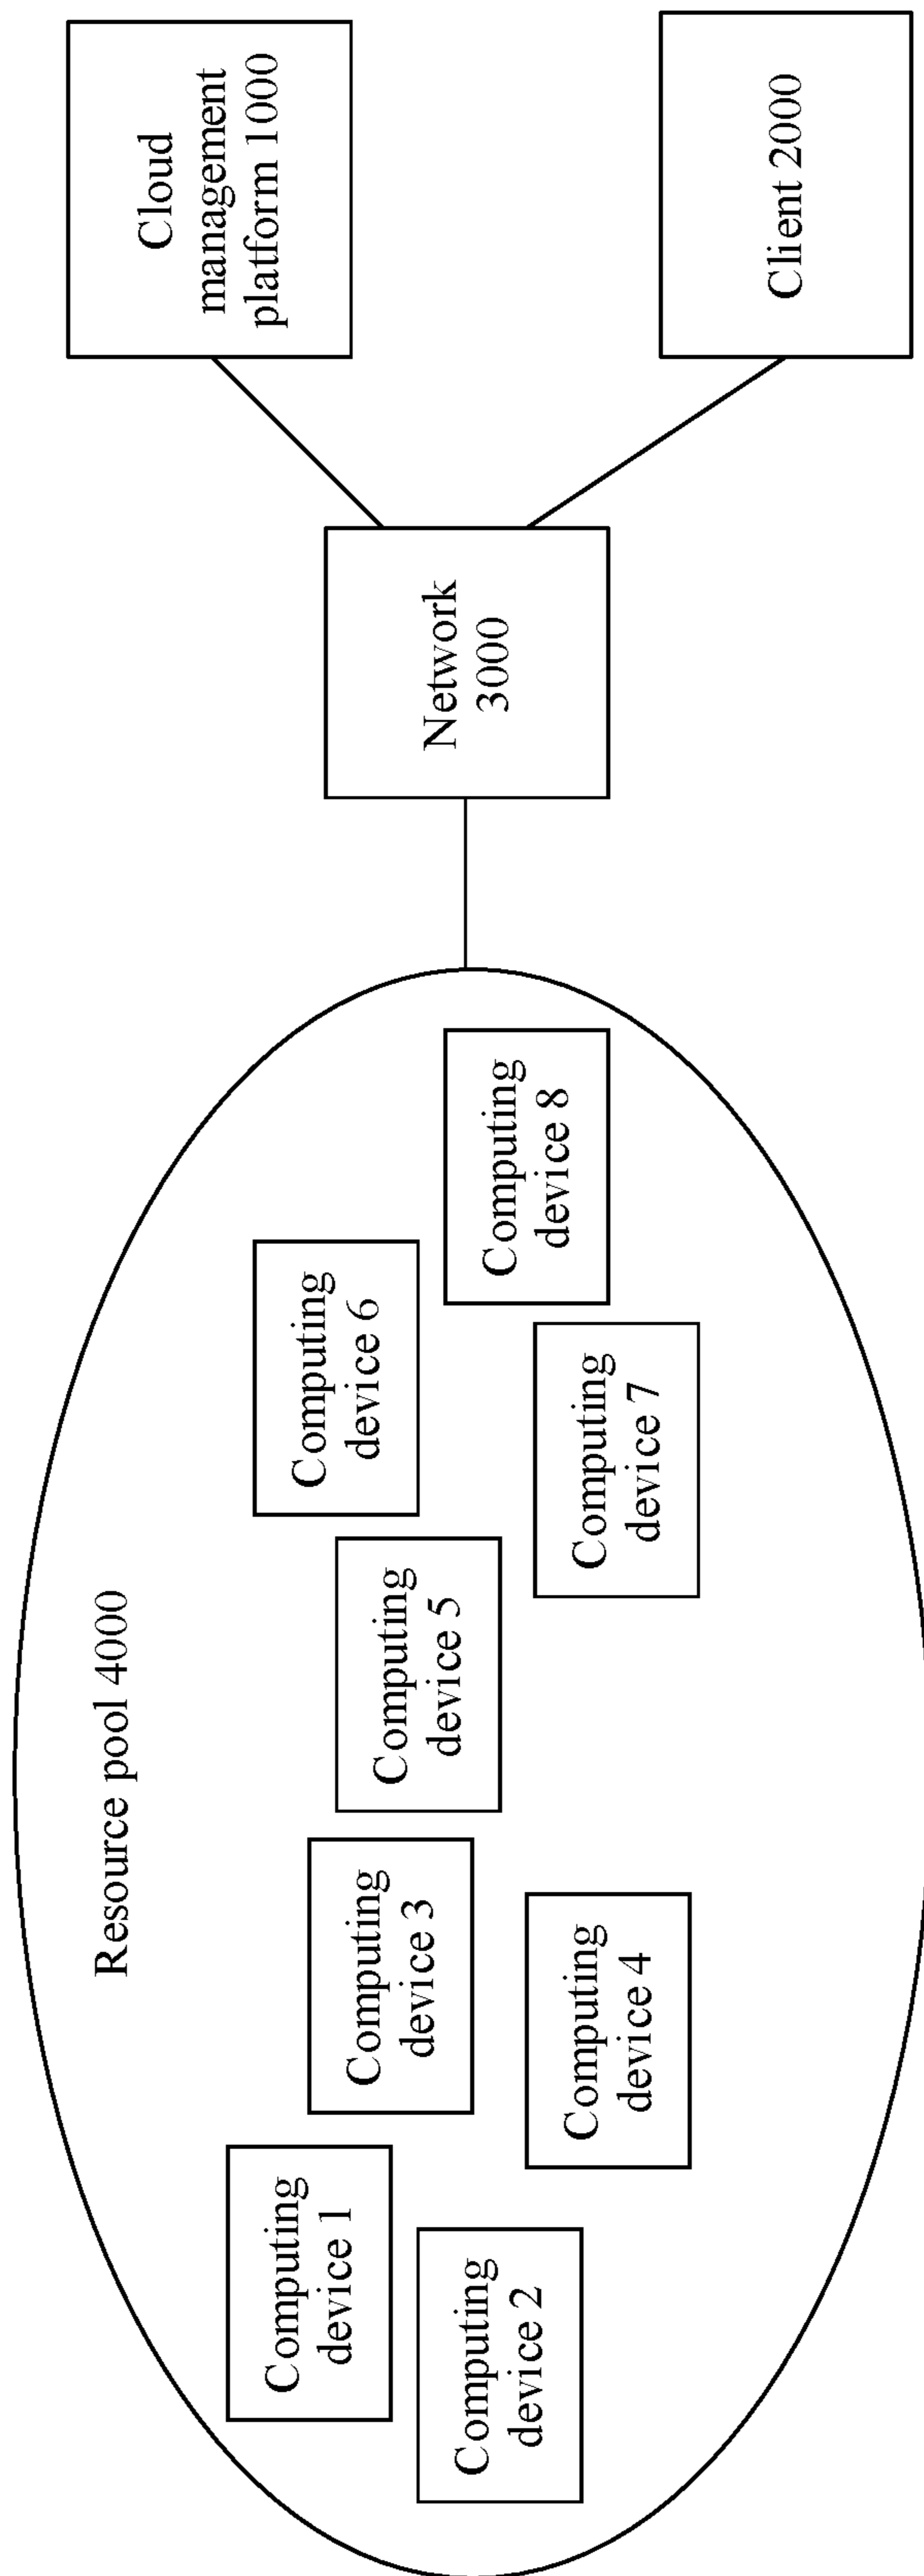 Resource pool 4000
Computing
device 1
Computing
device 2
Computing
device 3
Computing
device 4
Computing
device 5
Computing
device 6
Computing
device 7
Computing
device 8
Network
3000
Cloud
management
platform 1000
Client 2000